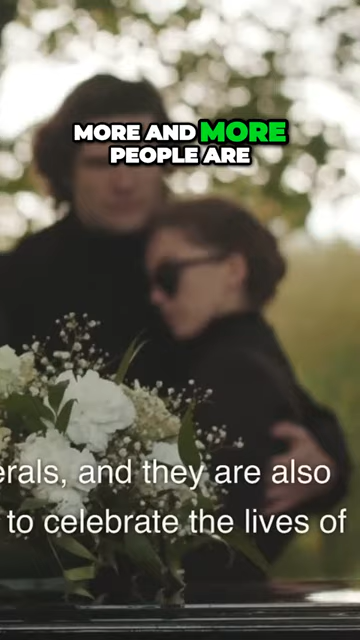 MORE AND MORE
PEOPLE ARE
erals, and they are also
to celebrate the lives of